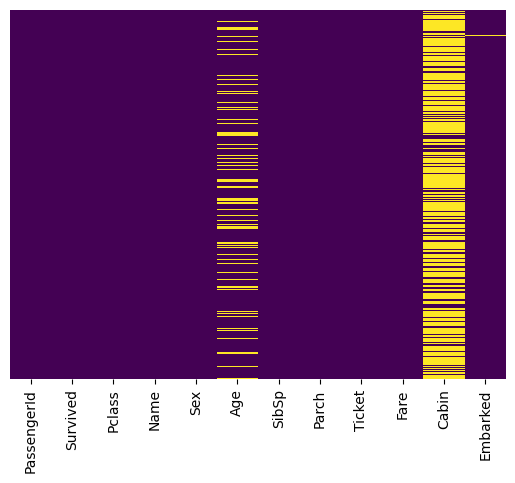 PassengerId
Survived
Pclass
Name
Sex
Age
SibSp
Parch
Ticket
Fare
Cabin
Embarked